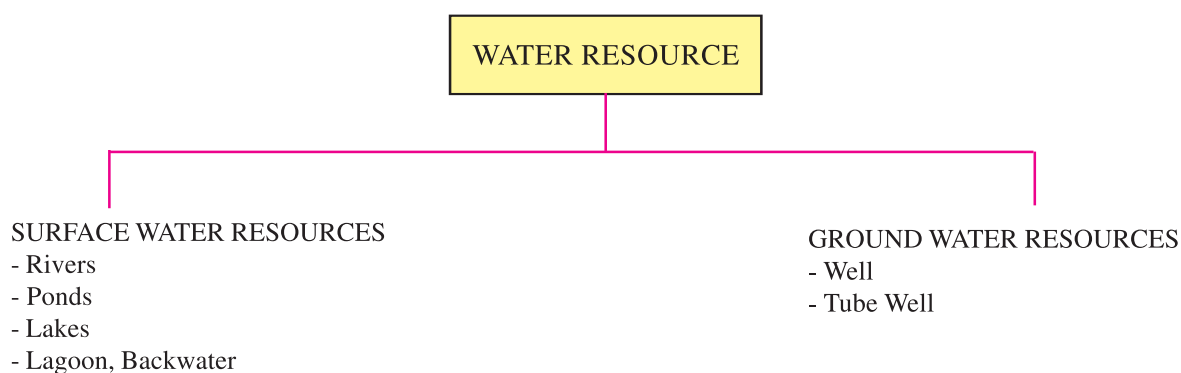 WATER RESOURCE
SURFACE WATER RESOURCES
- Rivers
- Ponds
- Lakes
- Lagoon, Backwater
GROUND WATER RESOURCES
- Well
- Tube Well